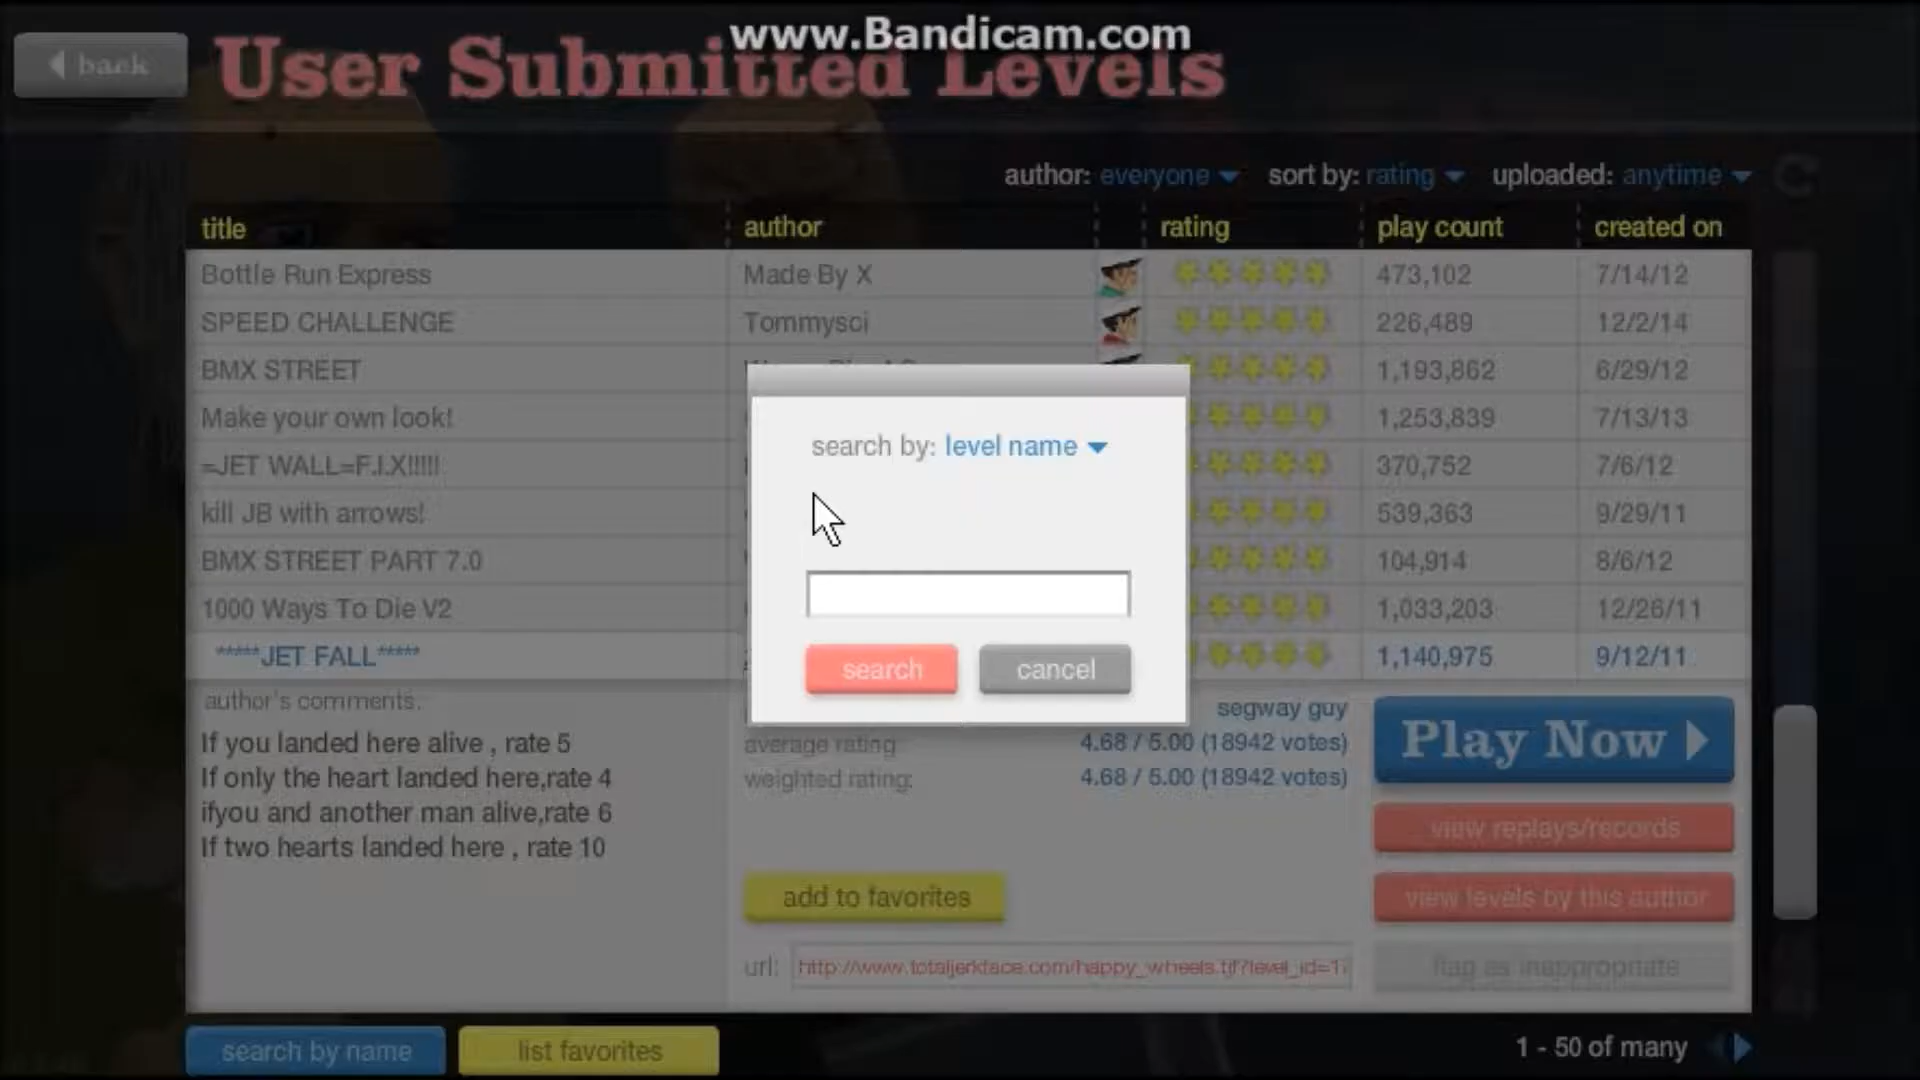 www.Bandicam.com
back
User Submitted Levels
author: everyone sort by: rating uploaded: anytime
title author rating play count created on
Bottle Run Express Made By X 473,102 7/14/12
SPEED CHALLENGE Tommysci 226,489 12/2/14
BMX STREET 1,193,862 6/29/12
Make your own look! 1,253,839 7/13/13
=JET WALL=F.I.X!!!!! 370,752 7/6/12
kill JB with arrows! 539,363 9/29/11
BMX STREET PART 7.0 104,914 8/6/12
1000 Ways To Die V2 1,033,203 12/26/11
*****JET FALL***** 1,140,975 9/12/11
search by: level name
search cancel
author's comments:
If you landed here alive , rate 5
If only the heart landed here,rate 4
ifyou and another man alive,rate 6
If two hearts landed here , rate 10
segway guy
average rating: 4.68 / 5.00 (18942 votes)
weighted rating: 4.68 / 5.00 (18942 votes)
add to favorites
url: http://www.totaljerkface.com/happy_wheels.tjf?level_id=1
Play Now
view replays/records
view levels by this author
flag as inappropriate
search by name list favorites 1 - 50 of many